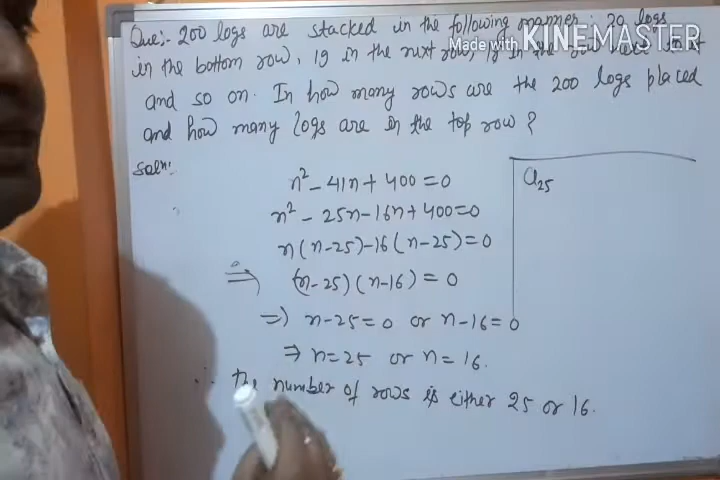 Que:- 200 logs are stacked in the following manner: 20 logs
in the bottom row, 19 in the next row, 18 in the row next
and so on. In how many rows are the 200 logs placed
and how many logs are in the top row?
Soln:
n² - 41n + 400 = 0
n² - 25n - 16n + 400 = 0
n(n-25) - 16(n-25) = 0
⇒ (n-25)(n-16) = 0
⇒ n-25 = 0 or n-16 = 0
⇒ n = 25 or n = 16.
∴ The number of rows is either 25 or 16.
a₂₅
Made with KINEMASTER